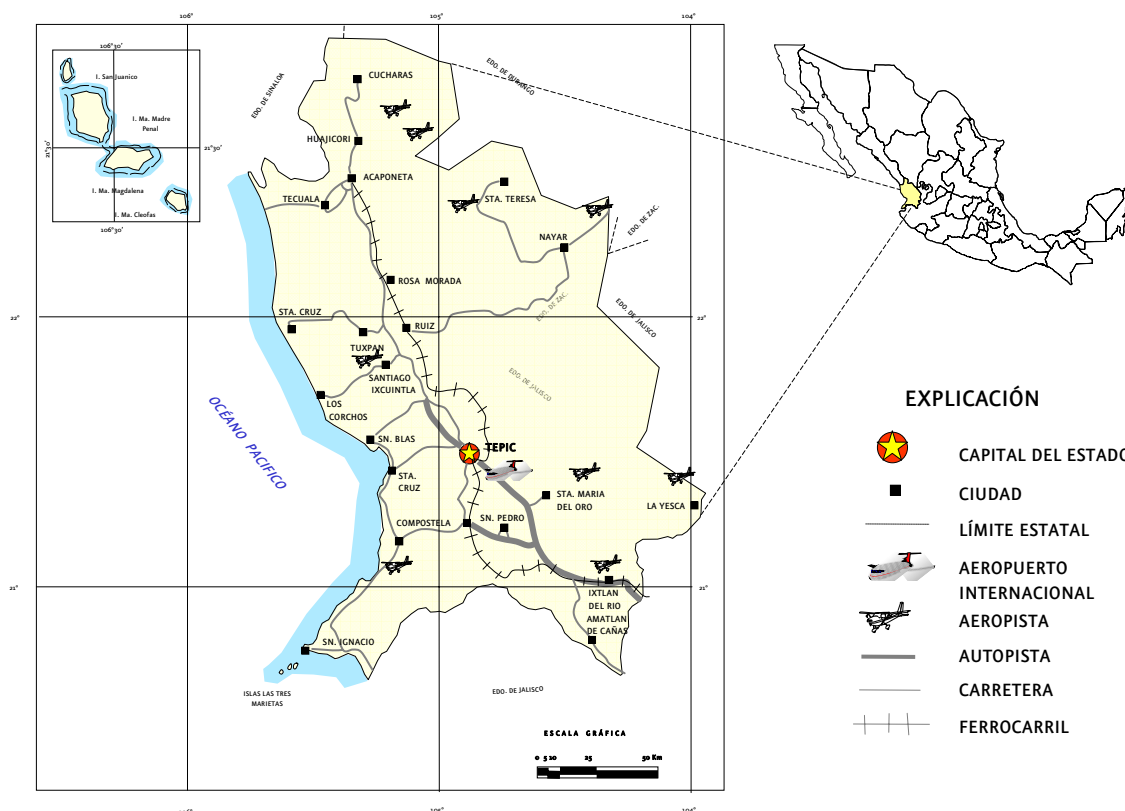 106°
105°
104°
106°30'
I. San Juanico
I. Ma. Madre
Penal
21°30'
21°30'
I. Ma. Magdalena
I. Ma. Cleofas
106°30'
EDO. DE SINALOA
CUCHARAS
EDO. DE DURANGO
HUAJICORI
ACAPONETA
TECUALA
STA. TERESA
EDO. DE ZAC.
NAYAR
ROSA MORADA
STA. CRUZ
EDO. DE ZAC.
EDO. DE JALISCO
22°
22°
RUIZ
TUXPAN
SANTIAGO
IXCUINTLA
EDO. DE JALISCO
LOS
CORCHOS
OCÉANO PACIFICO
SN. BLAS
TEPIC
STA.
CRUZ
STA. MARIA
DEL ORO
LA YESCA
COMPOSTELA
SN. PEDRO
21°
21°
IXTLAN
DEL RIO
AMATLAN
DE CAÑAS
SN. IGNACIO
ISLAS LAS TRES
MARIETAS
EDO. DE JALISCO
ESCALA GRÁFICA
0 5 10 25 50 Km
EXPLICACIÓN
CAPITAL DEL ESTADO
CIUDAD
LÍMITE ESTATAL
AEROPUERTO
INTERNACIONAL
AEROPISTA
AUTOPISTA
CARRETERA
FERROCARRIL